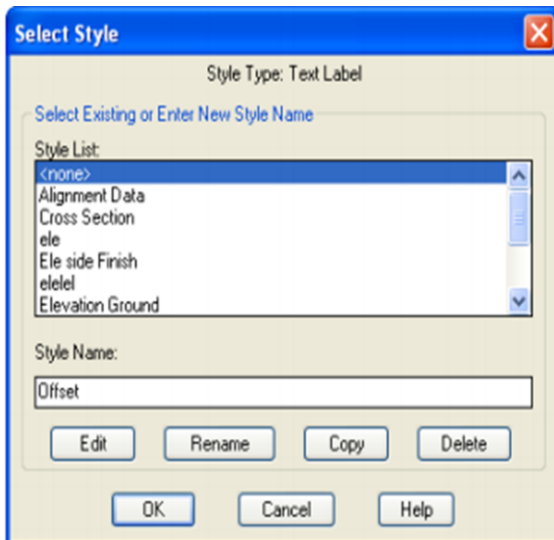 Select Style
Style Type: Text Label
Select Existing or Enter New Style Name
Style List:
<none>
Alignment Data
Cross Section
ele
Ele side Finish
elelel
Elevation Ground
Style Name:
Offset
Edit Rename Copy Delete
OK Cancel Help